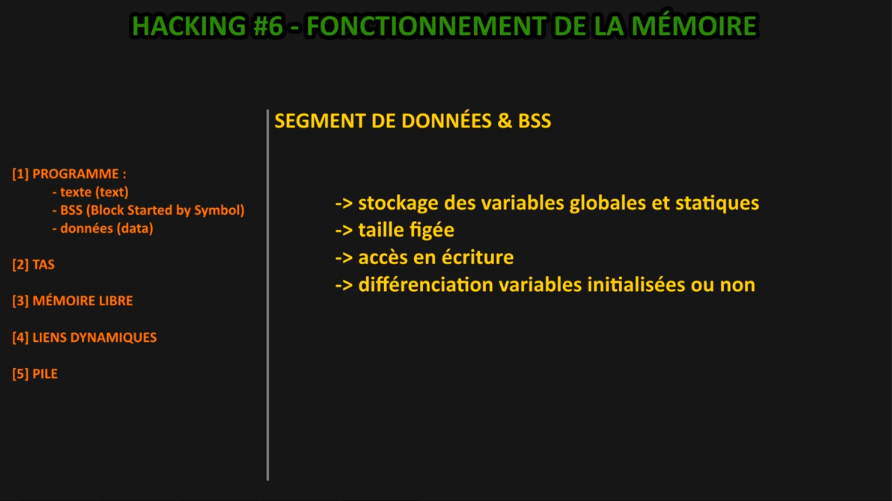 HACKING #6 - FONCTIONNEMENT DE LA MÉMOIRE
[1] PROGRAMME :
- texte (text)
- BSS (Block Started by Symbol)
- données (data)
[2] TAS
[3] MÉMOIRE LIBRE
[4] LIENS DYNAMIQUES
[5] PILE
SEGMENT DE DONNÉES & BSS
-> stockage des variables globales et statiques
-> taille figée
-> accès en écriture
-> différenciation variables initialisées ou non